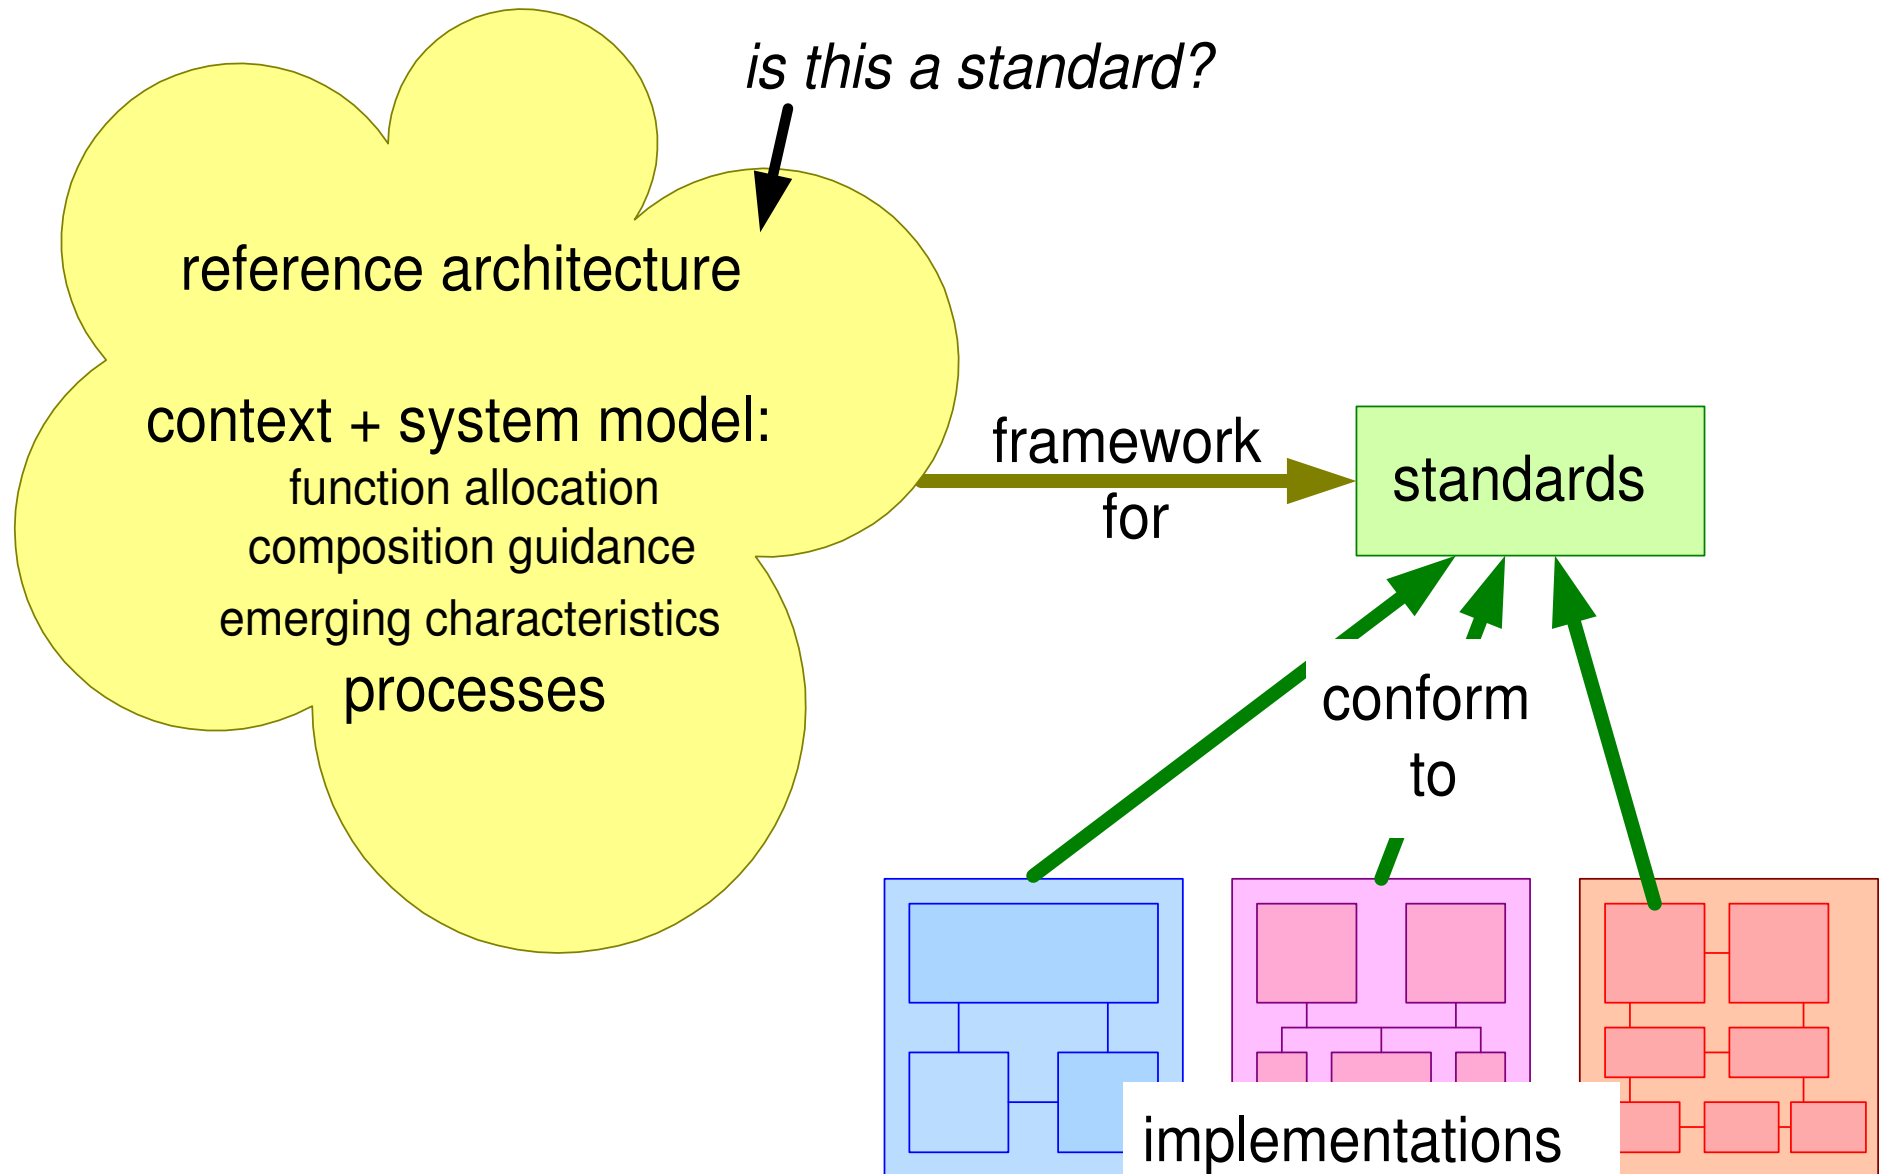 is this a standard?
reference architecture
context + system model:
function allocation
composition guidance
emerging characteristics
processes
framework
for
standards
conform
to
implementations